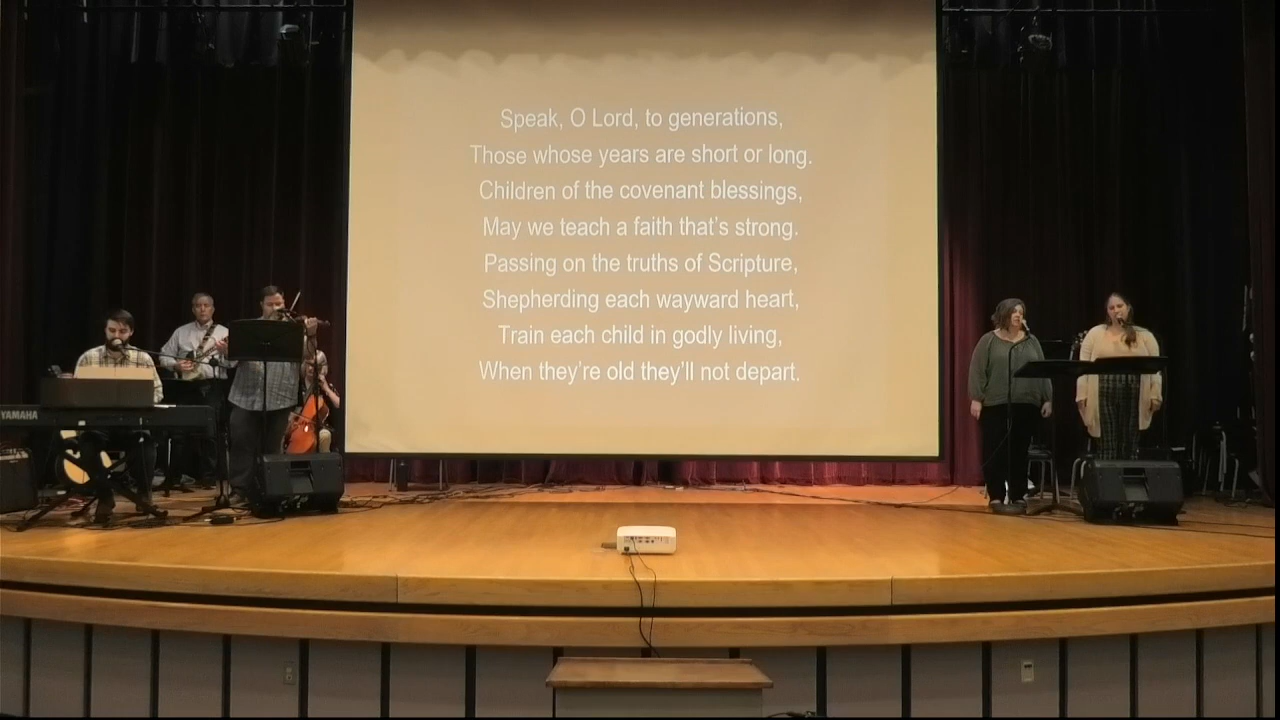 Speak, O Lord, to generations,
Those whose years are short or long.
Children of the covenant blessings,
May we teach a faith that's strong.
Passing on the truths of Scripture,
Shepherding each wayward heart,
Train each child in godly living,
When they're old they'll not depart.
YAMAHA